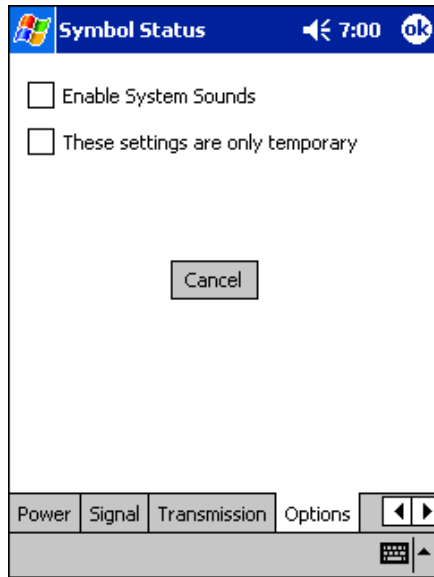 Symbol Status 7:00 ok
Enable System Sounds
These settings are only temporary
Cancel
Power Signal Transmission Options